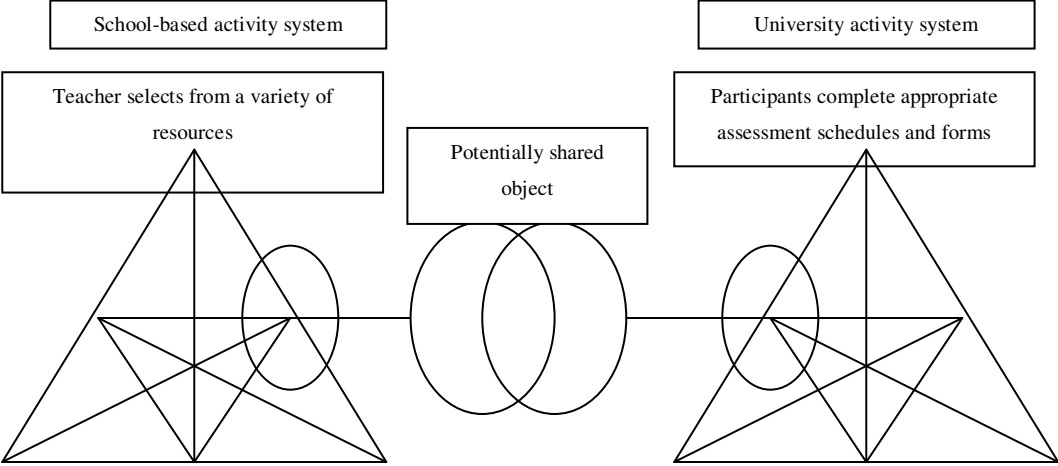 School-based activity system
University activity system
Teacher selects from a variety of
resources
Participants complete appropriate
assessment schedules and forms
Potentially shared
object